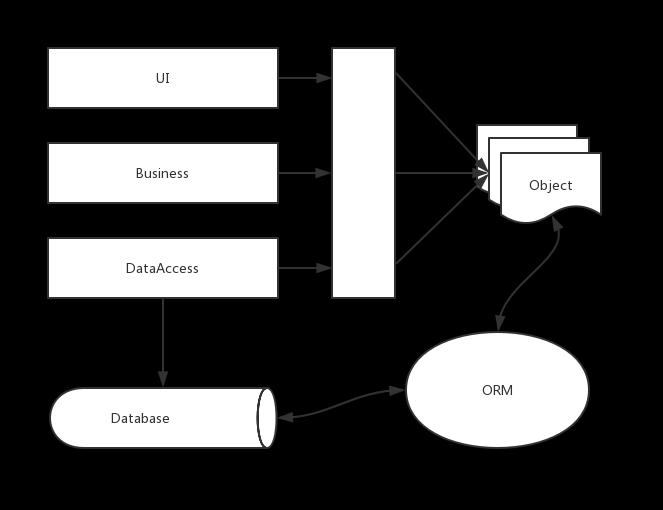 UI
Business
Object
DataAccess
ORM
Database